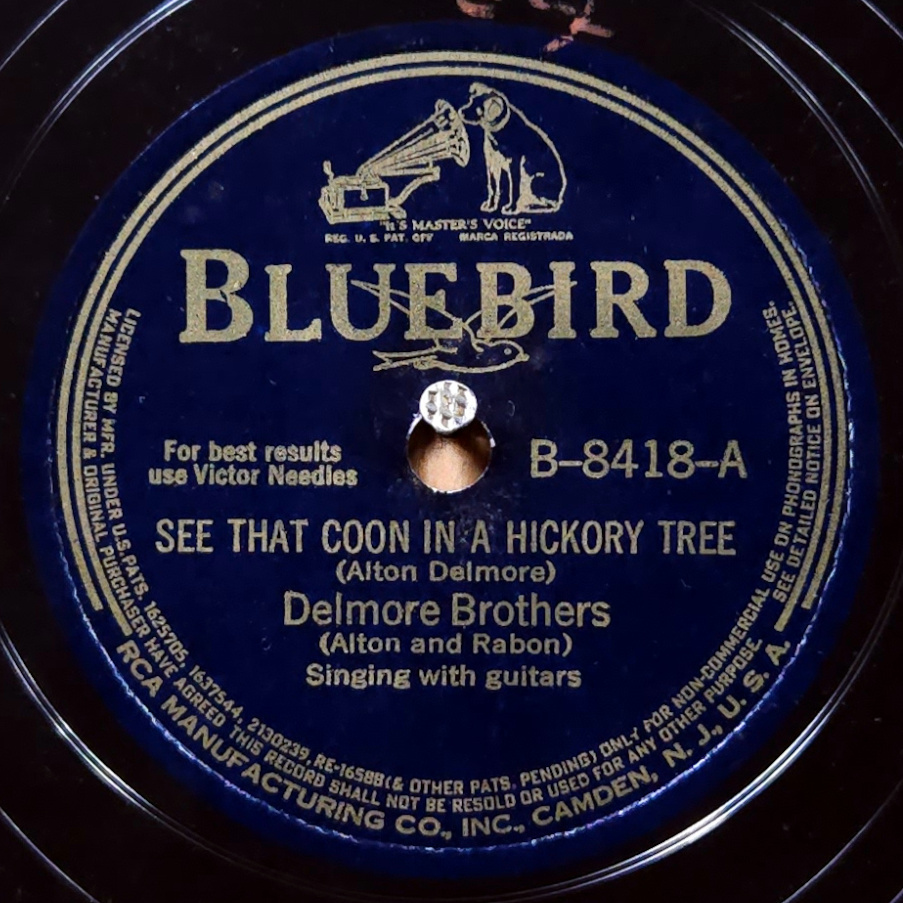 "HIS MASTER'S VOICE"
REG. U. S. PAT. OFF. MARCA REGISTRADA
BLUEBIRD
For best results
use Victor Needles
B-8418-A
SEE THAT COON IN A HICKORY TREE
(Alton Delmore)
Delmore Brothers
(Alton and Rabon)
Singing with guitars
LICENSED BY MFR. UNDER U.S. PATS. 1625705, 1637544, 2130239, RE-16588 (& OTHER PATS. PENDING) ONLY FOR NON-COMMERCIAL USE ON PHONOGRAPHS IN HOMES.
MANUFACTURER & ORIGINAL PURCHASER HAVE AGREED THIS RECORD SHALL NOT BE RESOLD OR USED FOR ANY OTHER PURPOSE. SEE DETAILED NOTICE ON ENVELOPE.
RCA MANUFACTURING CO., INC., CAMDEN, N. J., U. S. A.